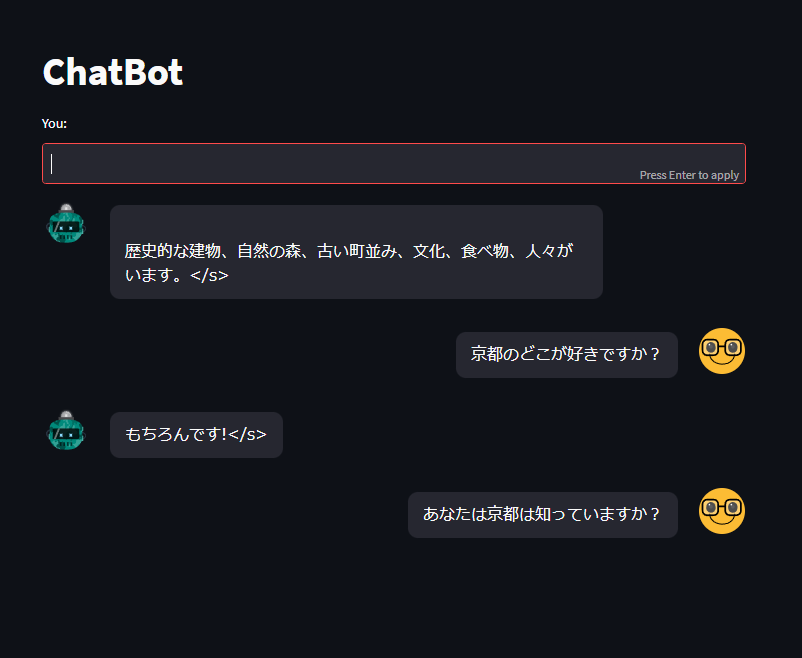 ChatBot
You:
Press Enter to apply
歴史的な建物、自然の森、古い町並み、文化、食べ物、人々が
います。</s>
京都のどこが好きですか？
もちろんです!</s>
あなたは京都は知っていますか？